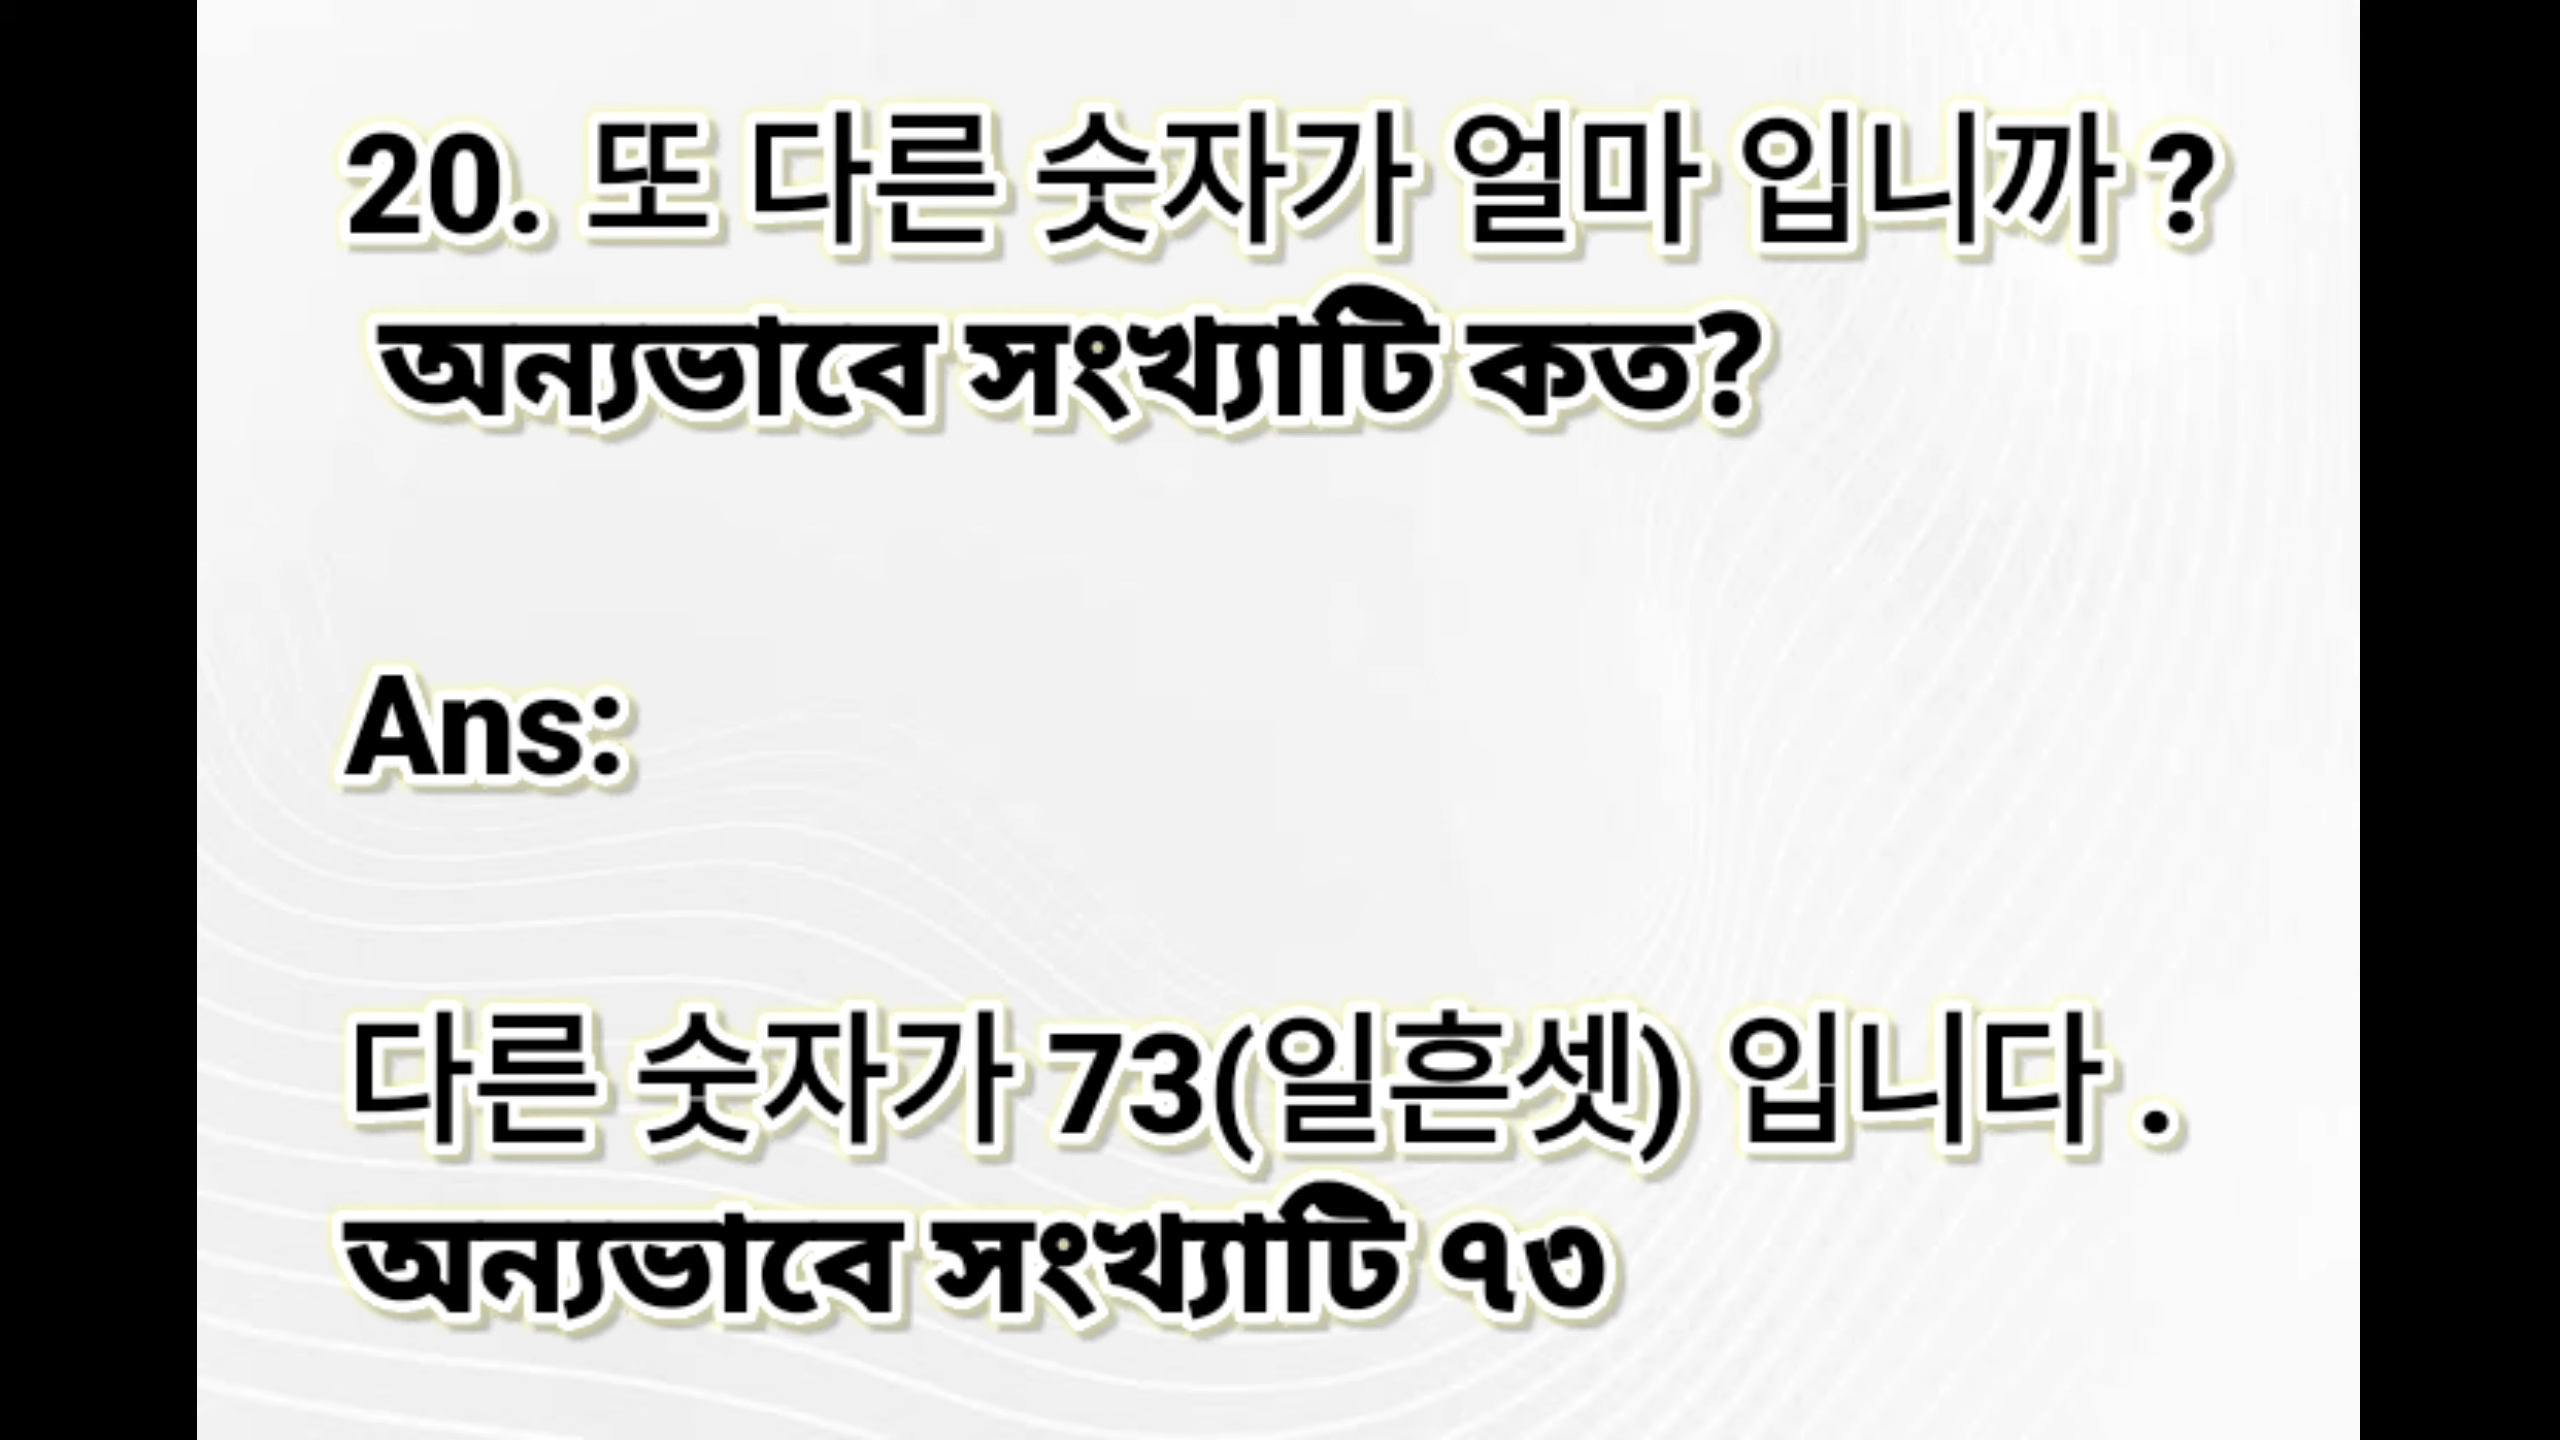 20. 또 다른 숫자가 얼마 입니까 ?
অন্যভাবে সংখ্যাটি কত?
Ans:
다른 숫자가 73(일흔셋) 입니다 .
অন্যভাবে সংখ্যাটি ৭৩